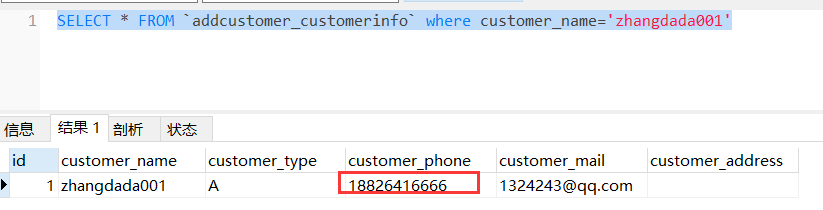 1 SELECT * FROM `addcustomer_customerinfo` where customer_name='zhangdada001'
信息 结果 1 剖析 状态
id customer_name customer_type customer_phone customer_mail customer_address
1 zhangdada001 A 18826416666 1324243@qq.com